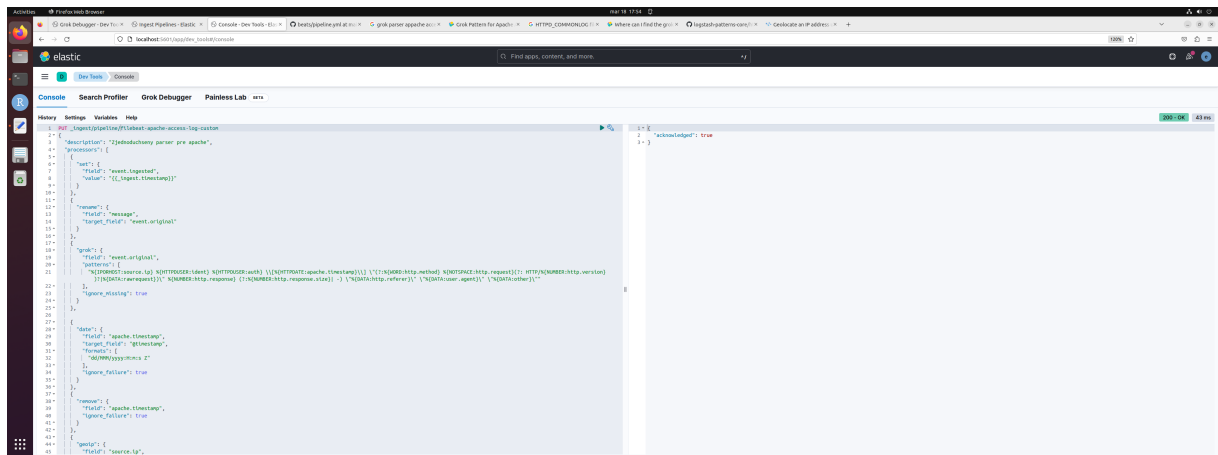 Activities
Firefox Web Browser
mar 18 17:54
Grok Debugger - Dev To
Ingest Pipelines - Elastic
Console - Dev Tools - Elas
beats/pipeline.yml at ma
grok parser appache acc
Grok Pattern for Apache
HTTPD_COMMONLOG
Where can I find the gro
logstash-patterns-core/
Geolocate an IP address
localhost:5601/app/dev_tools#/console
120%
elastic
Find apps, content, and more.
D
Dev Tools
Console
Console
Search Profiler
Grok Debugger
Painless Lab
BETA
History
Settings
Variables
Help
200 - OK
43 ms
1 PUT _ingest/pipeline/filebeat-apache-access-log-custom
2 {
3 "description": "Zjednoduchseny parser pre apache",
4 "processors": [
5 {
6 "set": {
7 "field": "event.ingested",
8 "value": "{{_ingest.timestamp}}"
9 }
10 },
11 {
12 "rename": {
13 "field": "message",
14 "target_field": "event.original"
15 }
16 },
17 {
18 "grok": {
19 "field": "event.original",
20 "patterns": [
21 "%{IPORHOST:source.ip} %{HTTPDUSER:ident} %{HTTPDUSER:auth} \\[%{HTTPDATE:apache.timestamp}\\] \"(?:%{WORD:http.method} %{NOTSPACE:http.request}(?: HTTP/%{NUMBER:http.version}
)?|%{DATA:rawrequest})\" %{NUMBER:http.response} (?:%{NUMBER:http.response.size}| -) \"%{DATA:http.referer}\" \"%{DATA:user.agent}\" \"%{DATA:other}\""
22 ],
23 "ignore_missing": true
24 }
25 },
26
27 {
28 "date": {
29 "field": "apache.timestamp",
30 "target_field": "@timestamp",
31 "formats": [
32 "dd/MMM/yyyy:H:m:s Z"
33 ],
34 "ignore_failure": true
35 }
36 },
37 {
38 "remove": {
39 "field": "apache.timestamp",
40 "ignore_failure": true
41 }
42 },
43 {
44 "geoip": {
45 "field": "source.ip",
1 {
2 "acknowledged": true
3 }